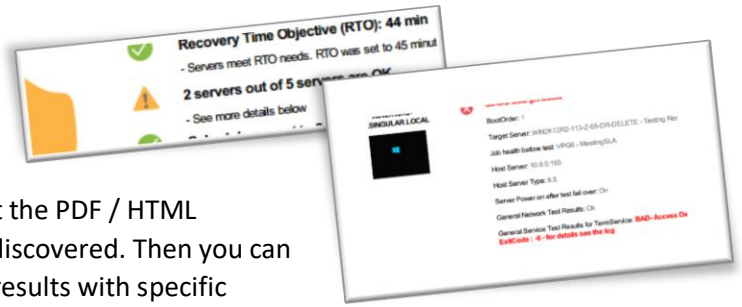 Recovery Time Objective (RTO): 44 min
- Servers meet RTO needs. RTO was set to 45 minut
2 servers out of 5 servers are OK
- See more details below
.SINGULAR.LOCAL
BootOrder: 1
Target Server: WIN2K12R2-113-Z-65-DR-DELETE - Testing Rec
Job health before test: VPG6 - MeetingSLA
Host Server: 10.0.0.165
Host Server Type: 6.5
Server Power on after test fail over: On
General Network Test Results: Ok
General Service Test Results for TermService: BAD- Access De
ExitCode : -6 - for details see the log
t the PDF / HTML
discovered. Then you can
results with specific